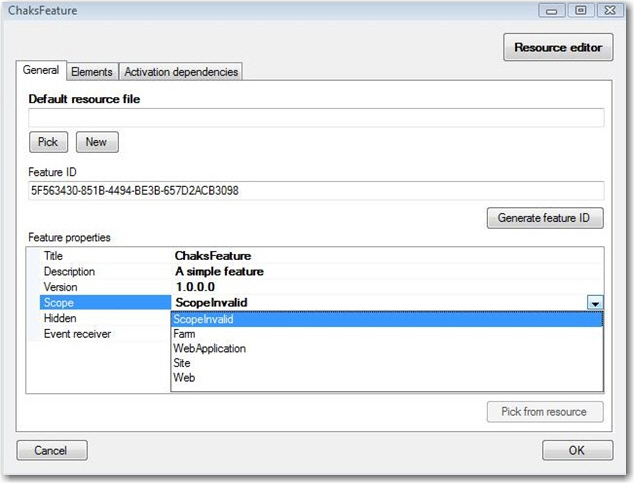 ChaksFeature
Resource editor
General Elements Activation dependencies
Default resource file
Pick New
Feature ID
5F563430-851B-4494-BE3B-657D2ACB3098
Generate feature ID
Feature properties
Title ChaksFeature
Description A simple feature
Version 1.0.0.0
Scope ScopeInvalid
Hidden ScopeInvalid
Event receiver Farm
WebApplication
Site
Web
Pick from resource
Cancel OK